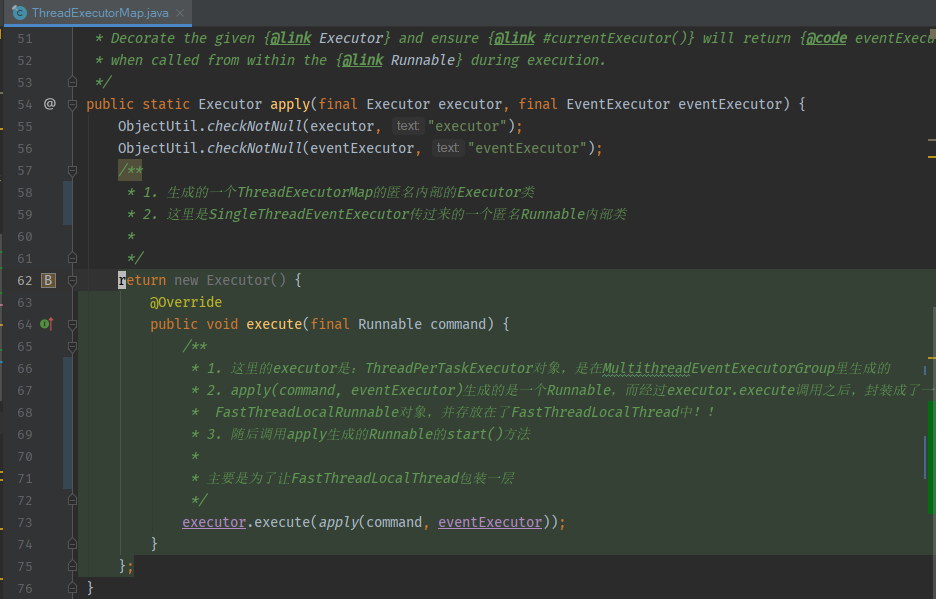 ThreadExecutorMap.java
51 * Decorate the given {@link Executor} and ensure {@link #currentExecutor()} will return {@code eventExecu
52 * when called from within the {@link Runnable} during execution.
53 */
54 @ public static Executor apply(final Executor executor, final EventExecutor eventExecutor) {
55 ObjectUtil.checkNotNull(executor, text: "executor");
56 ObjectUtil.checkNotNull(eventExecutor, text: "eventExecutor");
57 /**
58 * 1. 生成的一个ThreadExecutorMap的匿名内部的Executor类
59 * 2. 这里是SingleThreadEventExecutor传过来的一个匿名Runnable内部类
60 *
61 */
62 B return new Executor() {
63 @Override
64 public void execute(final Runnable command) {
65 /**
66 * 1. 这里的executor是：ThreadPerTaskExecutor对象，是在MultithreadEventExecutorGroup里生成的
67 * 2. apply(command, eventExecutor)生成的是一个Runnable，而经过executor.execute调用之后，封装成了一
68 * FastThreadLocalRunnable对象，并存放在了FastThreadLocalThread中！！
69 * 3. 随后调用apply生成的Runnable的start()方法
70 *
71 * 主要是为了让FastThreadLocalThread包装一层
72 */
73 executor.execute(apply(command, eventExecutor));
74 }
75 };
76 }